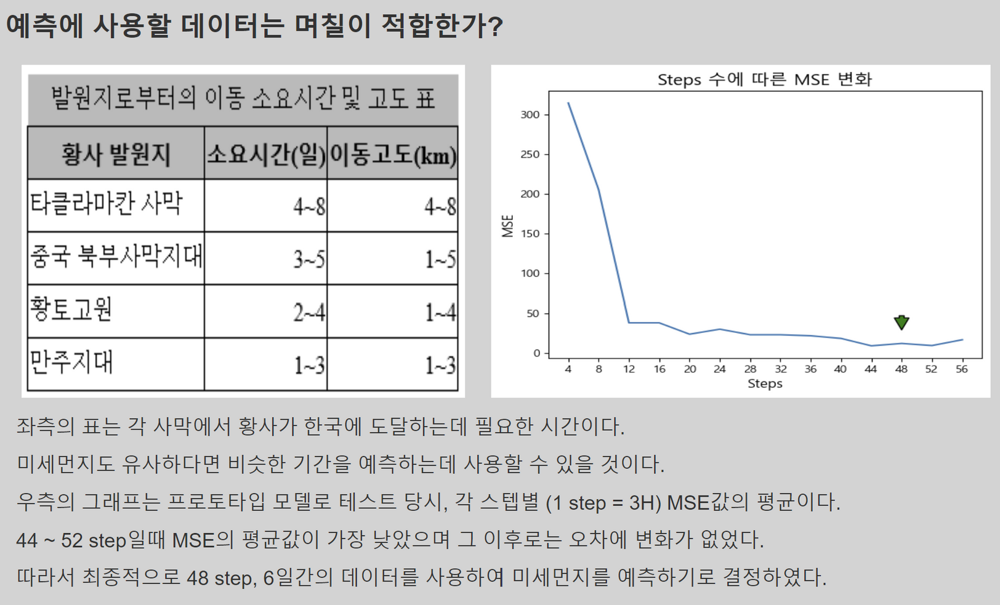 예측에 사용할 데이터는 며칠이 적합한가?
발원지로부터의 이동 소요시간 및 고도 표
황사 발원지 소요시간(일) 이동고도(km)
타클라마칸 사막 4~8 4~8
중국 북부사막지대 3~5 1~5
황토고원 2~4 1~4
만주지대 1~3 1~3
Steps 수에 따른 MSE 변화
MSE
300
250
200
150
100
50
0
4 8 12 16 20 24 28 32 36 40 44 48 52 56
Steps
좌측의 표는 각 사막에서 황사가 한국에 도달하는데 필요한 시간이다.
미세먼지도 유사하다면 비슷한 기간을 예측하는데 사용할 수 있을 것이다.
우측의 그래프는 프로토타입 모델로 테스트 당시, 각 스텝별 (1 step = 3H) MSE값의 평균이다.
44 ~ 52 step일때 MSE의 평균값이 가장 낮았으며 그 이후로는 오차에 변화가 없었다.
따라서 최종적으로 48 step, 6일간의 데이터를 사용하여 미세먼지를 예측하기로 결정하였다.